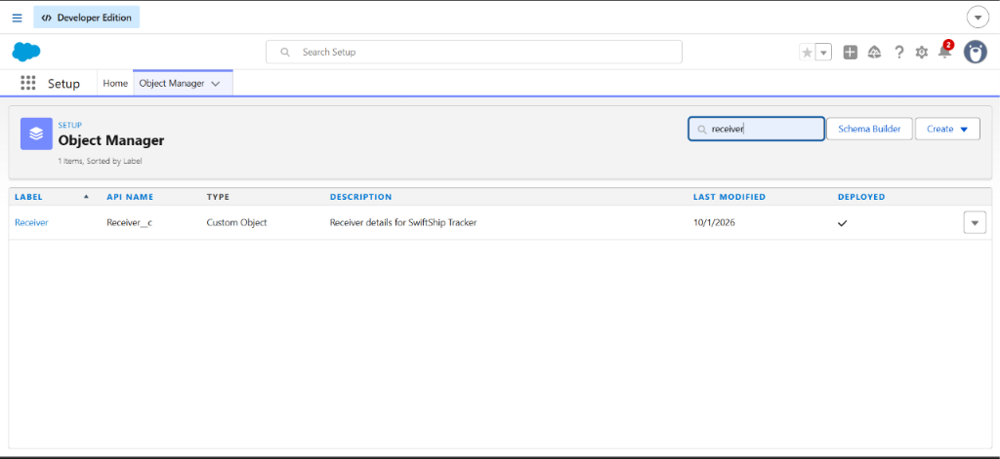 Developer Edition
Search Setup
2
Setup Home Object Manager
SETUP
Object Manager
1 Items, Sorted by Label
receiver
Schema Builder
Create
LABEL API NAME TYPE DESCRIPTION LAST MODIFIED DEPLOYED
Receiver Receiver__c Custom Object Receiver details for SwiftShip Tracker 10/1/2026